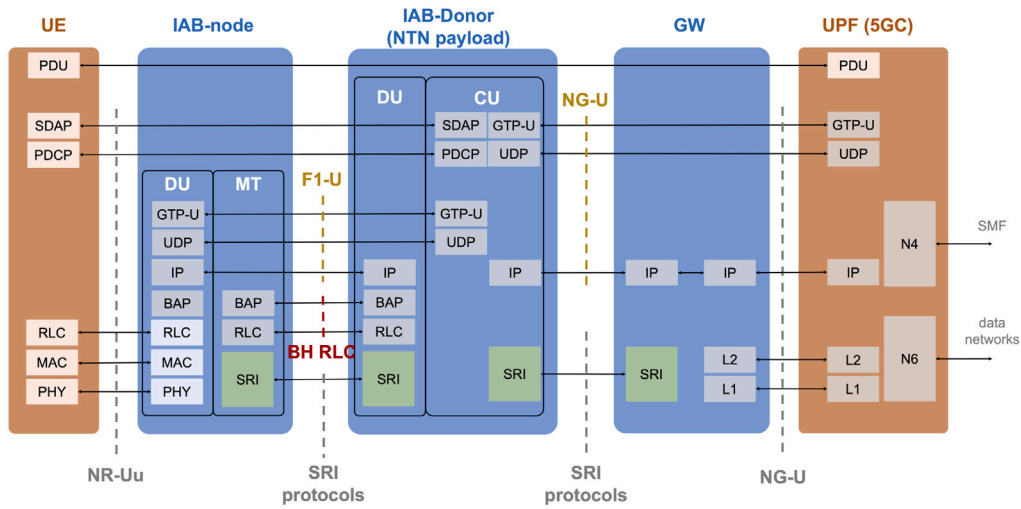 UE
IAB-node
IAB-Donor
(NTN payload)
GW
UPF (5GC)
PDU
PDU
DU
CU
NG-U
SDAP
SDAP
GTP-U
GTP-U
PDCP
PDCP
UDP
UDP
DU
MT
F1-U
GTP-U
GTP-U
UDP
UDP
N4
SMF
IP
IP
IP
IP
IP
IP
BAP
BAP
BAP
RLC
RLC
RLC
RLC
BH RLC
MAC
MAC
SRI
SRI
SRI
SRI
L2
L2
N6
data
networks
PHY
PHY
L1
L1
NR-Uu
SRI
protocols
SRI
protocols
NG-U